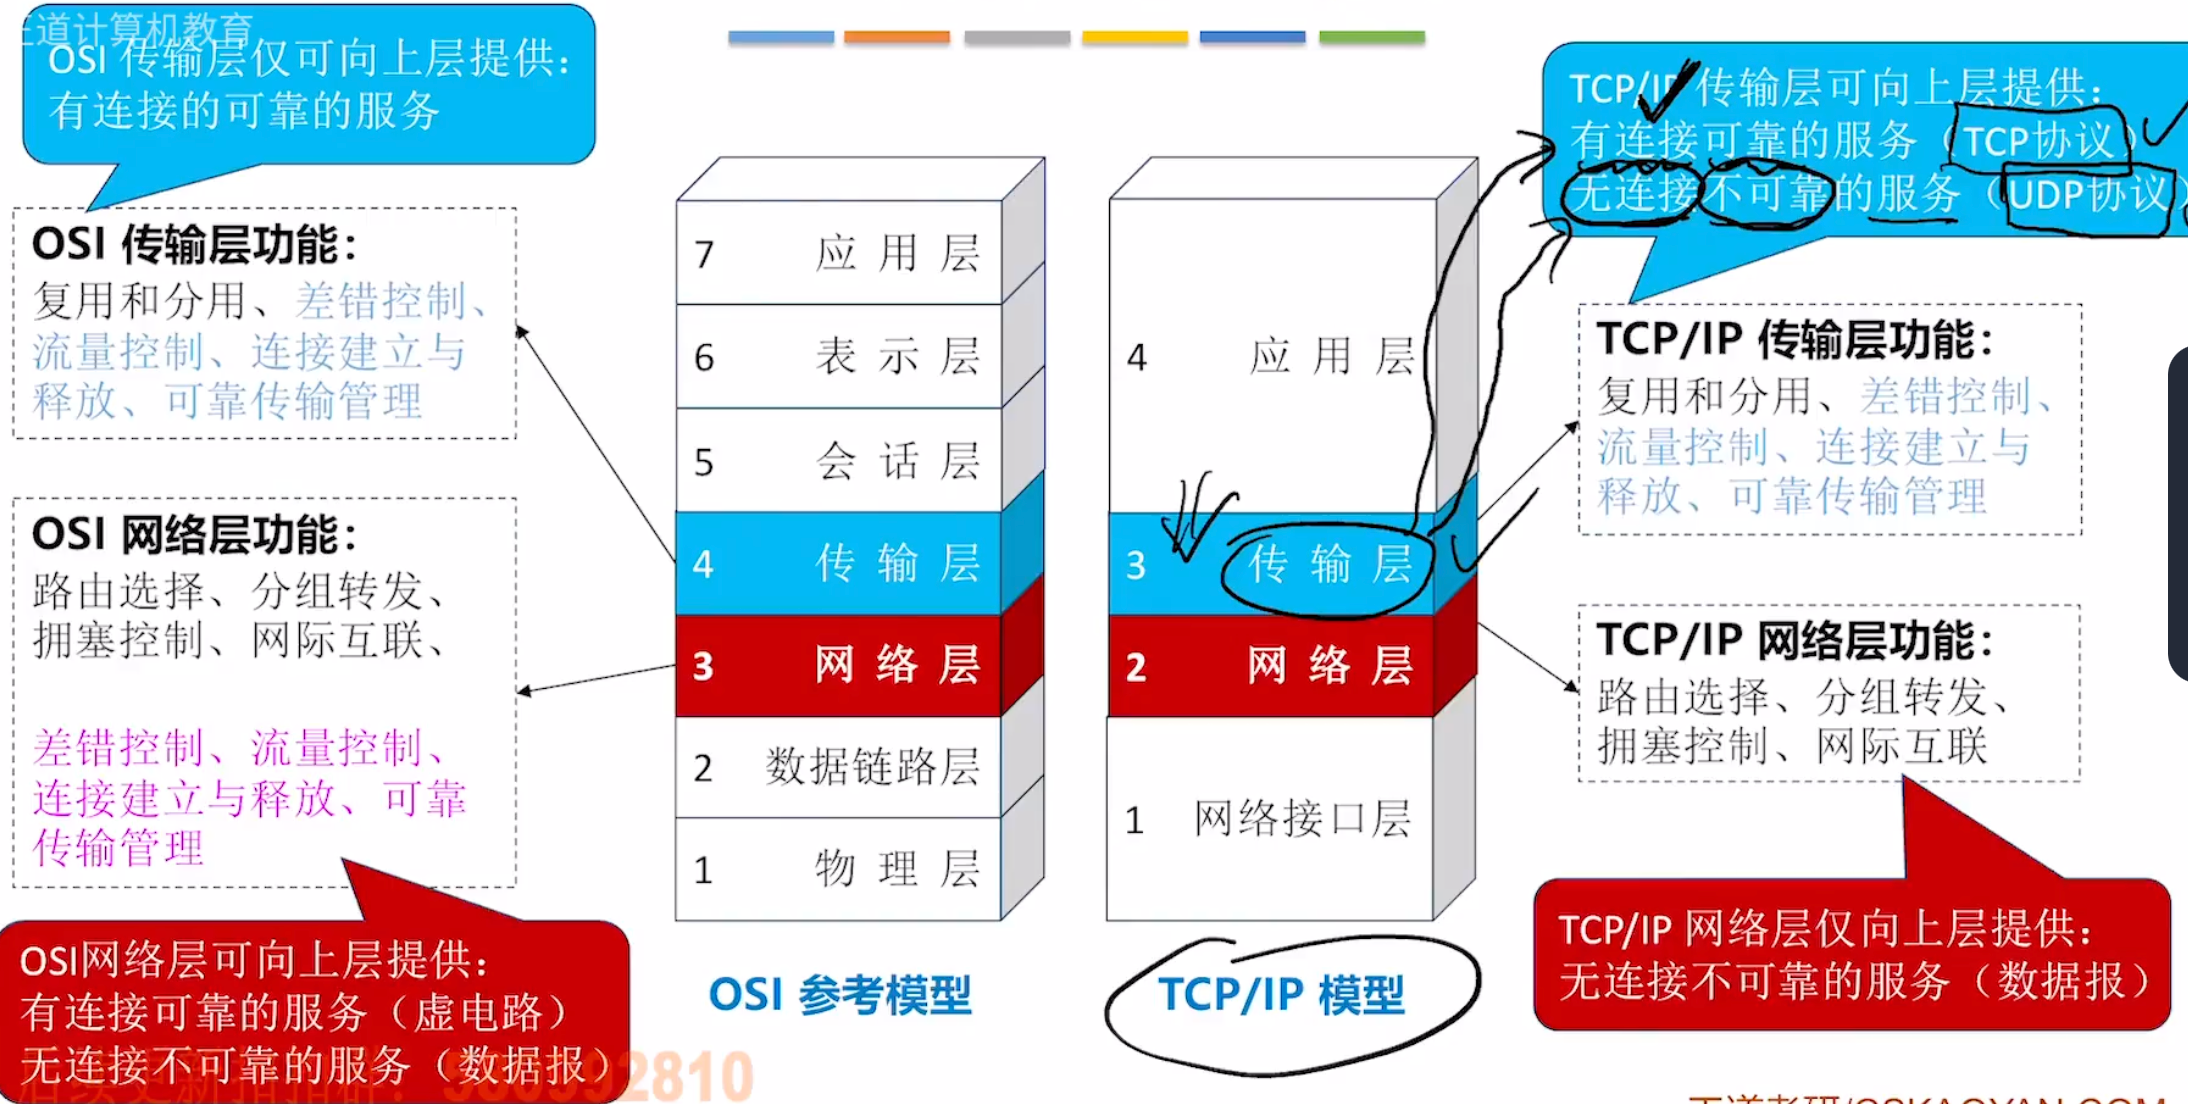 王道计算机教育
OSI 传输层仅可向上层提供：
有连接的可靠的服务
OSI 传输层功能：
复用和分用、差错控制、
流量控制、连接建立与
释放、可靠传输管理
OSI 网络层功能：
路由选择、分组转发、
拥塞控制、网际互联、
差错控制、流量控制、
连接建立与释放、可靠
传输管理
OSI网络层可向上层提供：
有连接可靠的服务（虚电路）
无连接不可靠的服务（数据报）
7 应用层
6 表示层
5 会话层
4 传输层
3 网络层
2 数据链路层
1 物理层
OSI 参考模型
4 应用层
3 传输层
2 网络层
1 网络接口层
TCP/IP 模型
TCP/IP 传输层可向上层提供：
有连接可靠的服务（TCP协议）
无连接不可靠的服务（UDP协议）
TCP/IP 传输层功能：
复用和分用、差错控制、
流量控制、连接建立与
释放、可靠传输管理
TCP/IP 网络层功能：
路由选择、分组转发、
拥塞控制、网际互联
TCP/IP 网络层仅向上层提供：
无连接不可靠的服务（数据报）